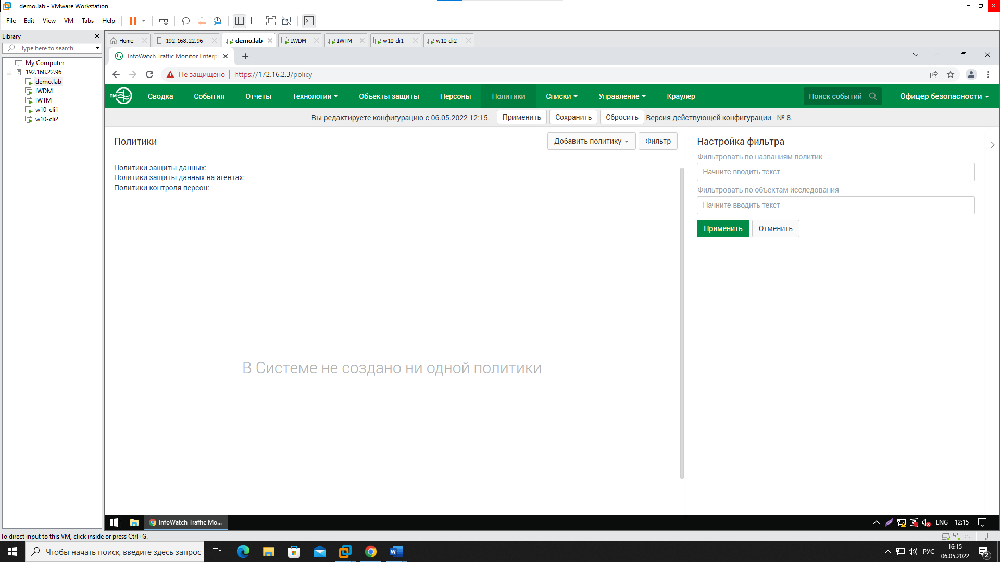 demo.lab - VMware Workstation
File Edit View VM Tabs Help
Library
Type here to search
My Computer
192.168.22.96
demo.lab
IWDM
IWTM
w10-cli1
w10-cli2
Home 192.168.22.96 demo.lab IWDM IWTM w10-cli1 w10-cli2
InfoWatch Traffic Monitor Enterp
Не защищено https://172.16.2.3/policy
TM Сводка События Отчеты Технологии Объекты защиты Персоны Политики Списки Управление Краулер Поиск событий Офицер безопасности
Вы редактируете конфигурацию с 06.05.2022 12:15. Применить Сохранить Сбросить Версия действующей конфигурации - № 8.
Политики Добавить политику Фильтр
Политики защиты данных:
Политики защиты данных на агентах:
Политики контроля персон:
В Системе не создано ни одной политики
Настройка фильтра
Фильтровать по названиям политик
Начните вводить текст
Фильтровать по объектам исследования
Начните вводить текст
Применить Отменить
InfoWatch Traffic Mo... ENG 12:15
To direct input to this VM, click inside or press Ctrl+G.
Чтобы начать поиск, введите здесь запрос
РУС 16:15
06.05.2022
2